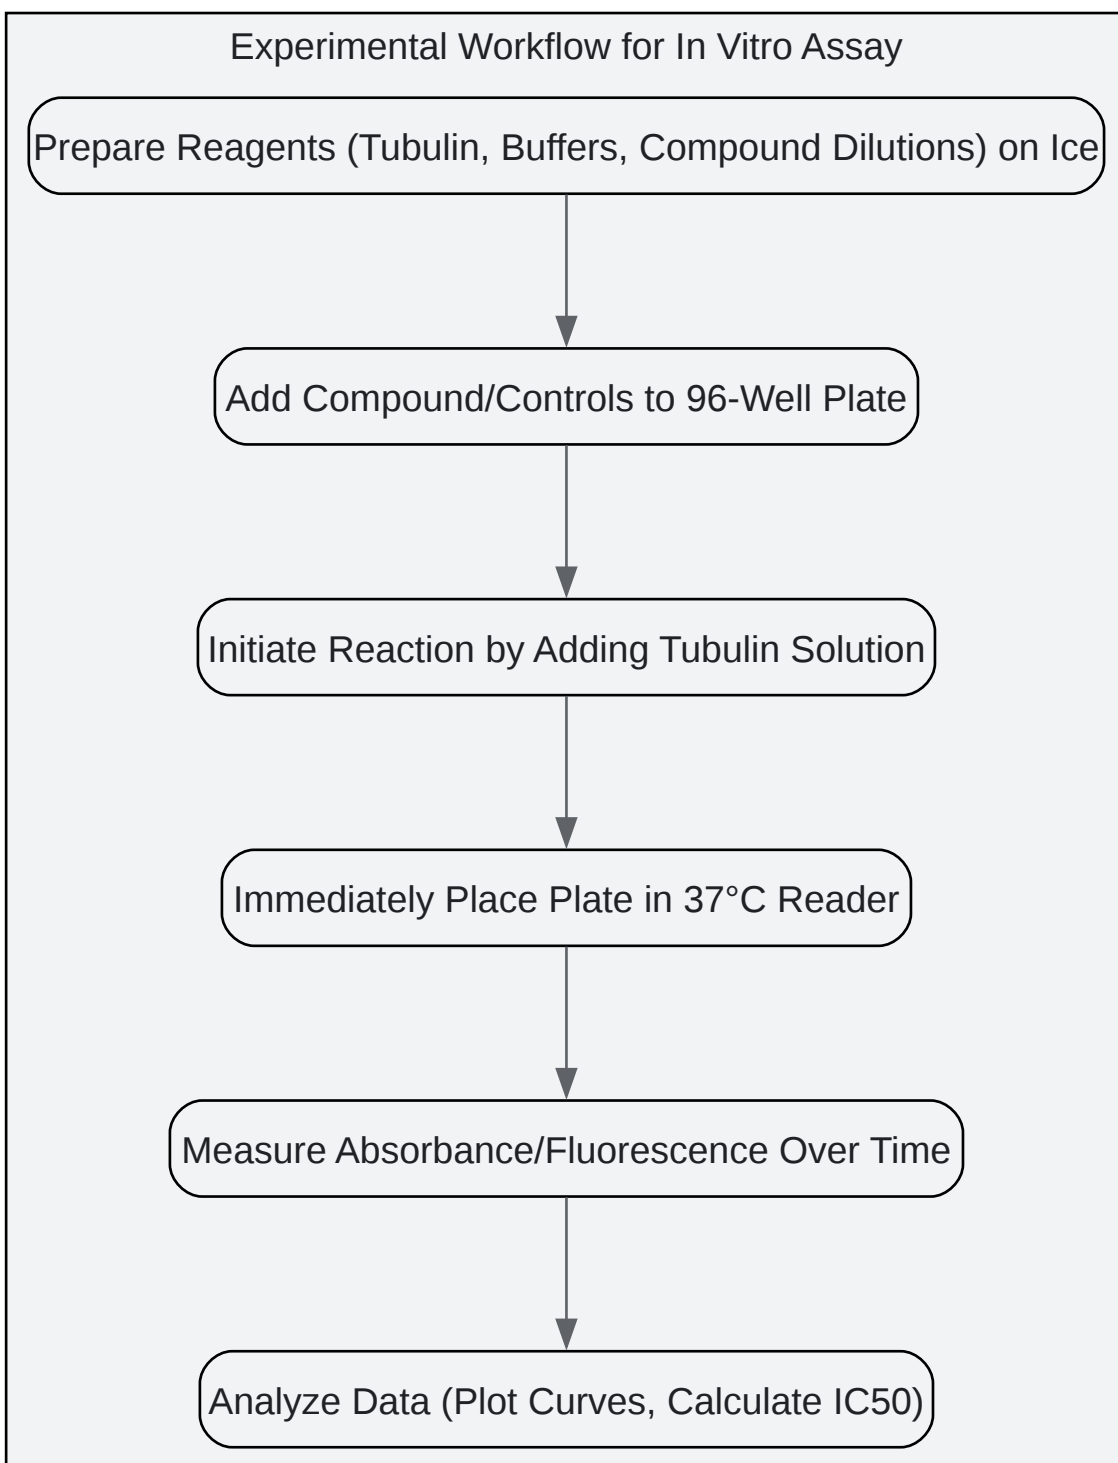 Experimental Workflow for In Vitro Assay
Prepare Reagents (Tubulin, Buffers, Compound Dilutions) on Ice
Add Compound/Controls to 96-Well Plate
Initiate Reaction by Adding Tubulin Solution
Immediately Place Plate in 37°C Reader
Measure Absorbance/Fluorescence Over Time
Analyze Data (Plot Curves, Calculate IC50)